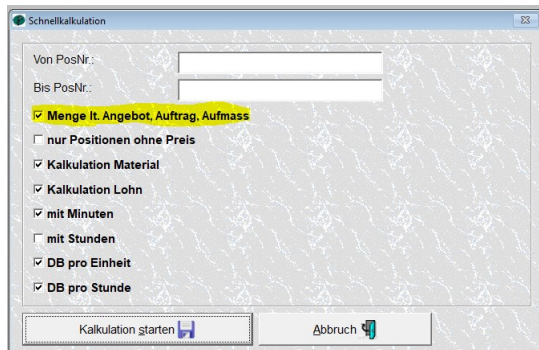 Schnellkalkulation
Von PosNr.:
Bis PosNr.:
Menge lt. Angebot, Auftrag, Aufmass
nur Positionen ohne Preis
Kalkulation Material
Kalkulation Lohn
mit Minuten
mit Stunden
DB pro Einheit
DB pro Stunde
Kalkulation starten
Abbruch